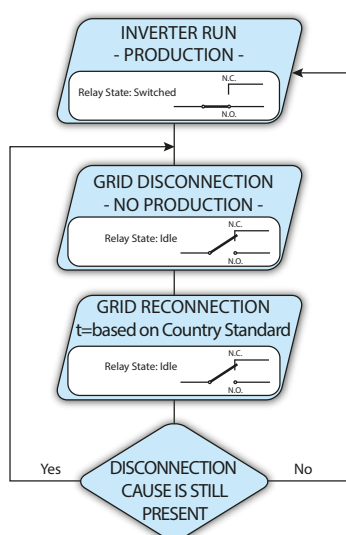 INVERTER RUN
- PRODUCTION -
N.C.
Relay State: Switched
N.O.
GRID DISCONNECTION
- NO PRODUCTION -
N.C.
Relay State: Idle
N.O.
GRID RECONNECTION
t=based on Country Standard
N.C.
Relay State: Idle
N.O.
Yes
DISCONNECTION
CAUSE IS STILL
PRESENT
No